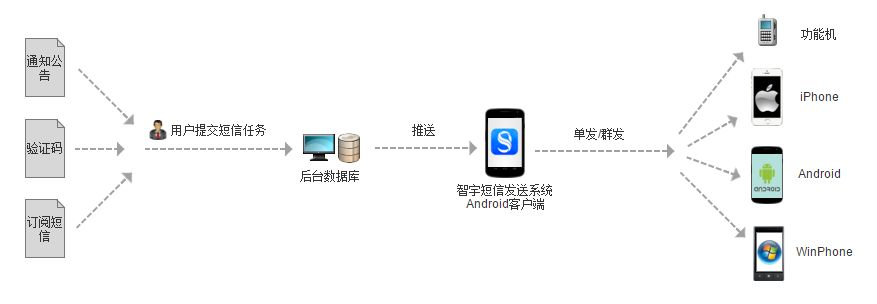 通知公
告
验证码
订阅短
信
用户提交短信任务
后台数据库
推送
智宇短信发送系统
Android客户端
单发/群发
功能机
iPhone
Android
ANDROID
WinPhone